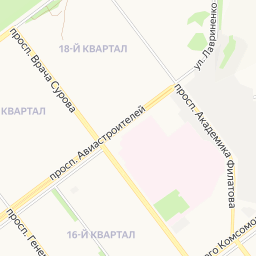 ул. Лавриненко
18-Й КВАРТАЛ
просп. Врача Сурова
КВАРТАЛ
просп. Авиастроителей
просп. Академика Филатова
просп. Гене
16-Й КВАРТАЛ
его Комсомо